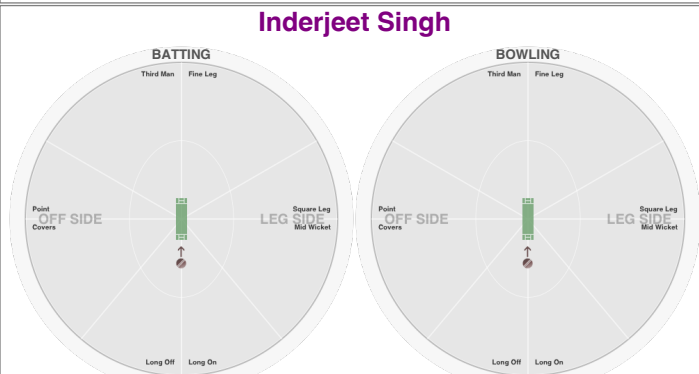 Inderjeet Singh
BATTING
Third Man Fine Leg
Point
OFF SIDE
Covers
Square Leg
LEG SIDE
Mid Wicket
Long Off Long On
BOWLING
Third Man Fine Leg
Point
OFF SIDE
Covers
Square Leg
LEG SIDE
Mid Wicket
Long Off Long On